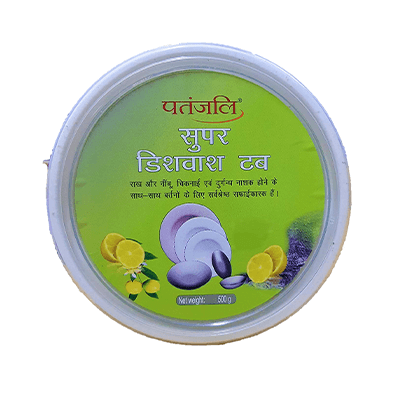 पतंजलि®
सुपर
डिशवाश टब
राख और नींबू, चिकनाई एवं दुर्गन्ध नाशक होने के
साथ-साथ बर्तनों के लिए सर्वश्रेष्ठ सफाईकारक है।
Net weight: 500 g